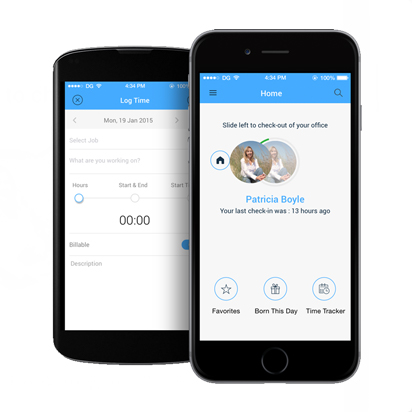 DG
4:34 PM
Log Time
Mon, 19 Jan 2015
Select Job
What are you working on?
Hours
Start & End
Start T
00:00
Billable
Description
DG
4:34 PM
100%
Home
Slide left to check-out of your office
Patricia Boyle
Your last check-in was : 13 hours ago
Favorites
Born This Day
Time Tracker